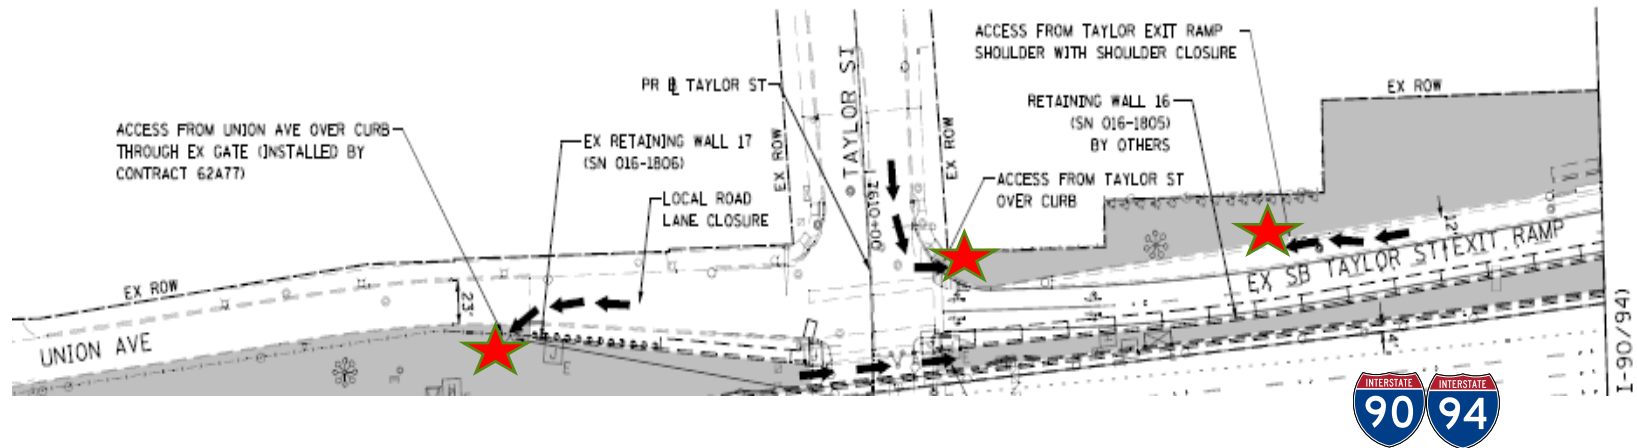 ACCESS FROM TAYLOR EXIT RAMP
SHOULDER WITH SHOULDER CLOSURE
PR ℄ TAYLOR ST
TAYLOR ST
EX ROW
RETAINING WALL 16
(SN 016-1805)
BY OTHERS
ACCESS FROM UNION AVE OVER CURB
THROUGH EX GATE (INSTALLED BY
CONTRACT 62A77)
EX RETAINING WALL 17
(SN 016-1806)
EX ROW
EX ROW
ACCESS FROM TAYLOR ST
OVER CURB
LOCAL ROAD
LANE CLOSURE
7910+00
12'
EX SB TAYLOR ST EXIT RAMP
EX ROW
23'
UNION AVE
E
H
I-90/94)
INTERSTATE
90
INTERSTATE
94